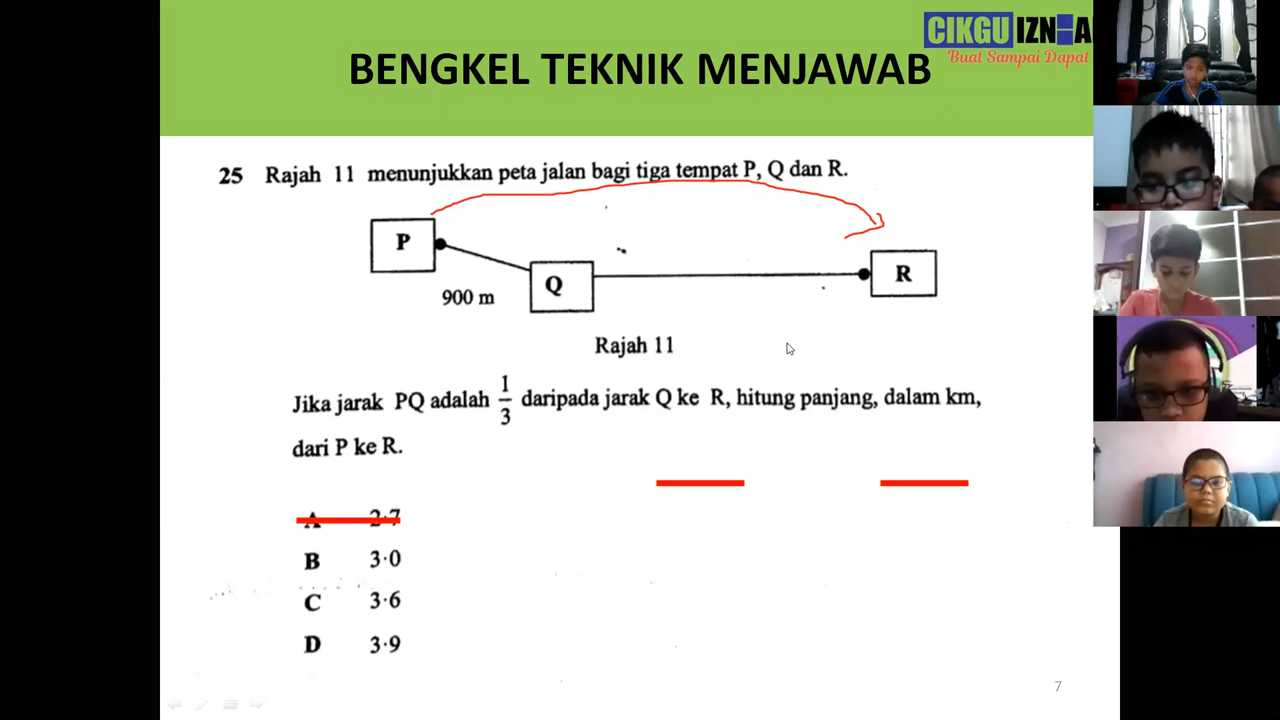 CIKGU IZN
Buat Sampai Dapat
BENGKEL TEKNIK MENJAWAB
25 Rajah 11 menunjukkan peta jalan bagi tiga tempat P, Q dan R.
P
Q
R
900 m
Rajah 11
Jika jarak PQ adalah 1/3 daripada jarak Q ke R, hitung panjang, dalam km,
dari P ke R.
A 2·7
B 3·0
C 3·6
D 3·9
7